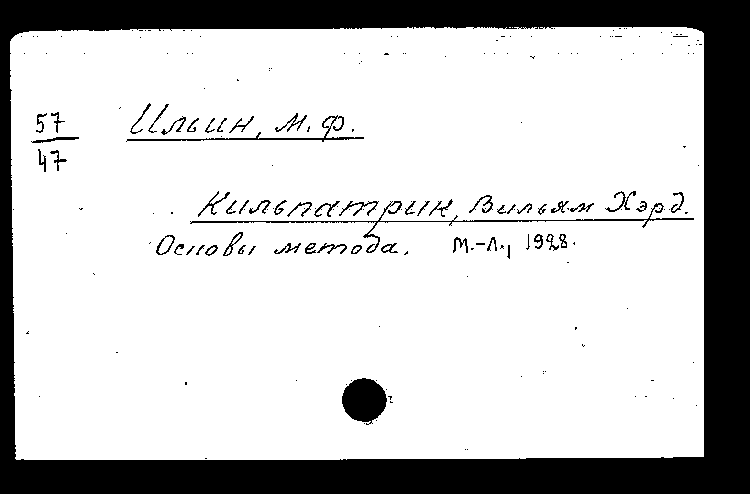 57
47
Ильин, М.Ф.
Кильпатрик, Вильям Хэрд.
Основы метода. М.-Л., 1928.